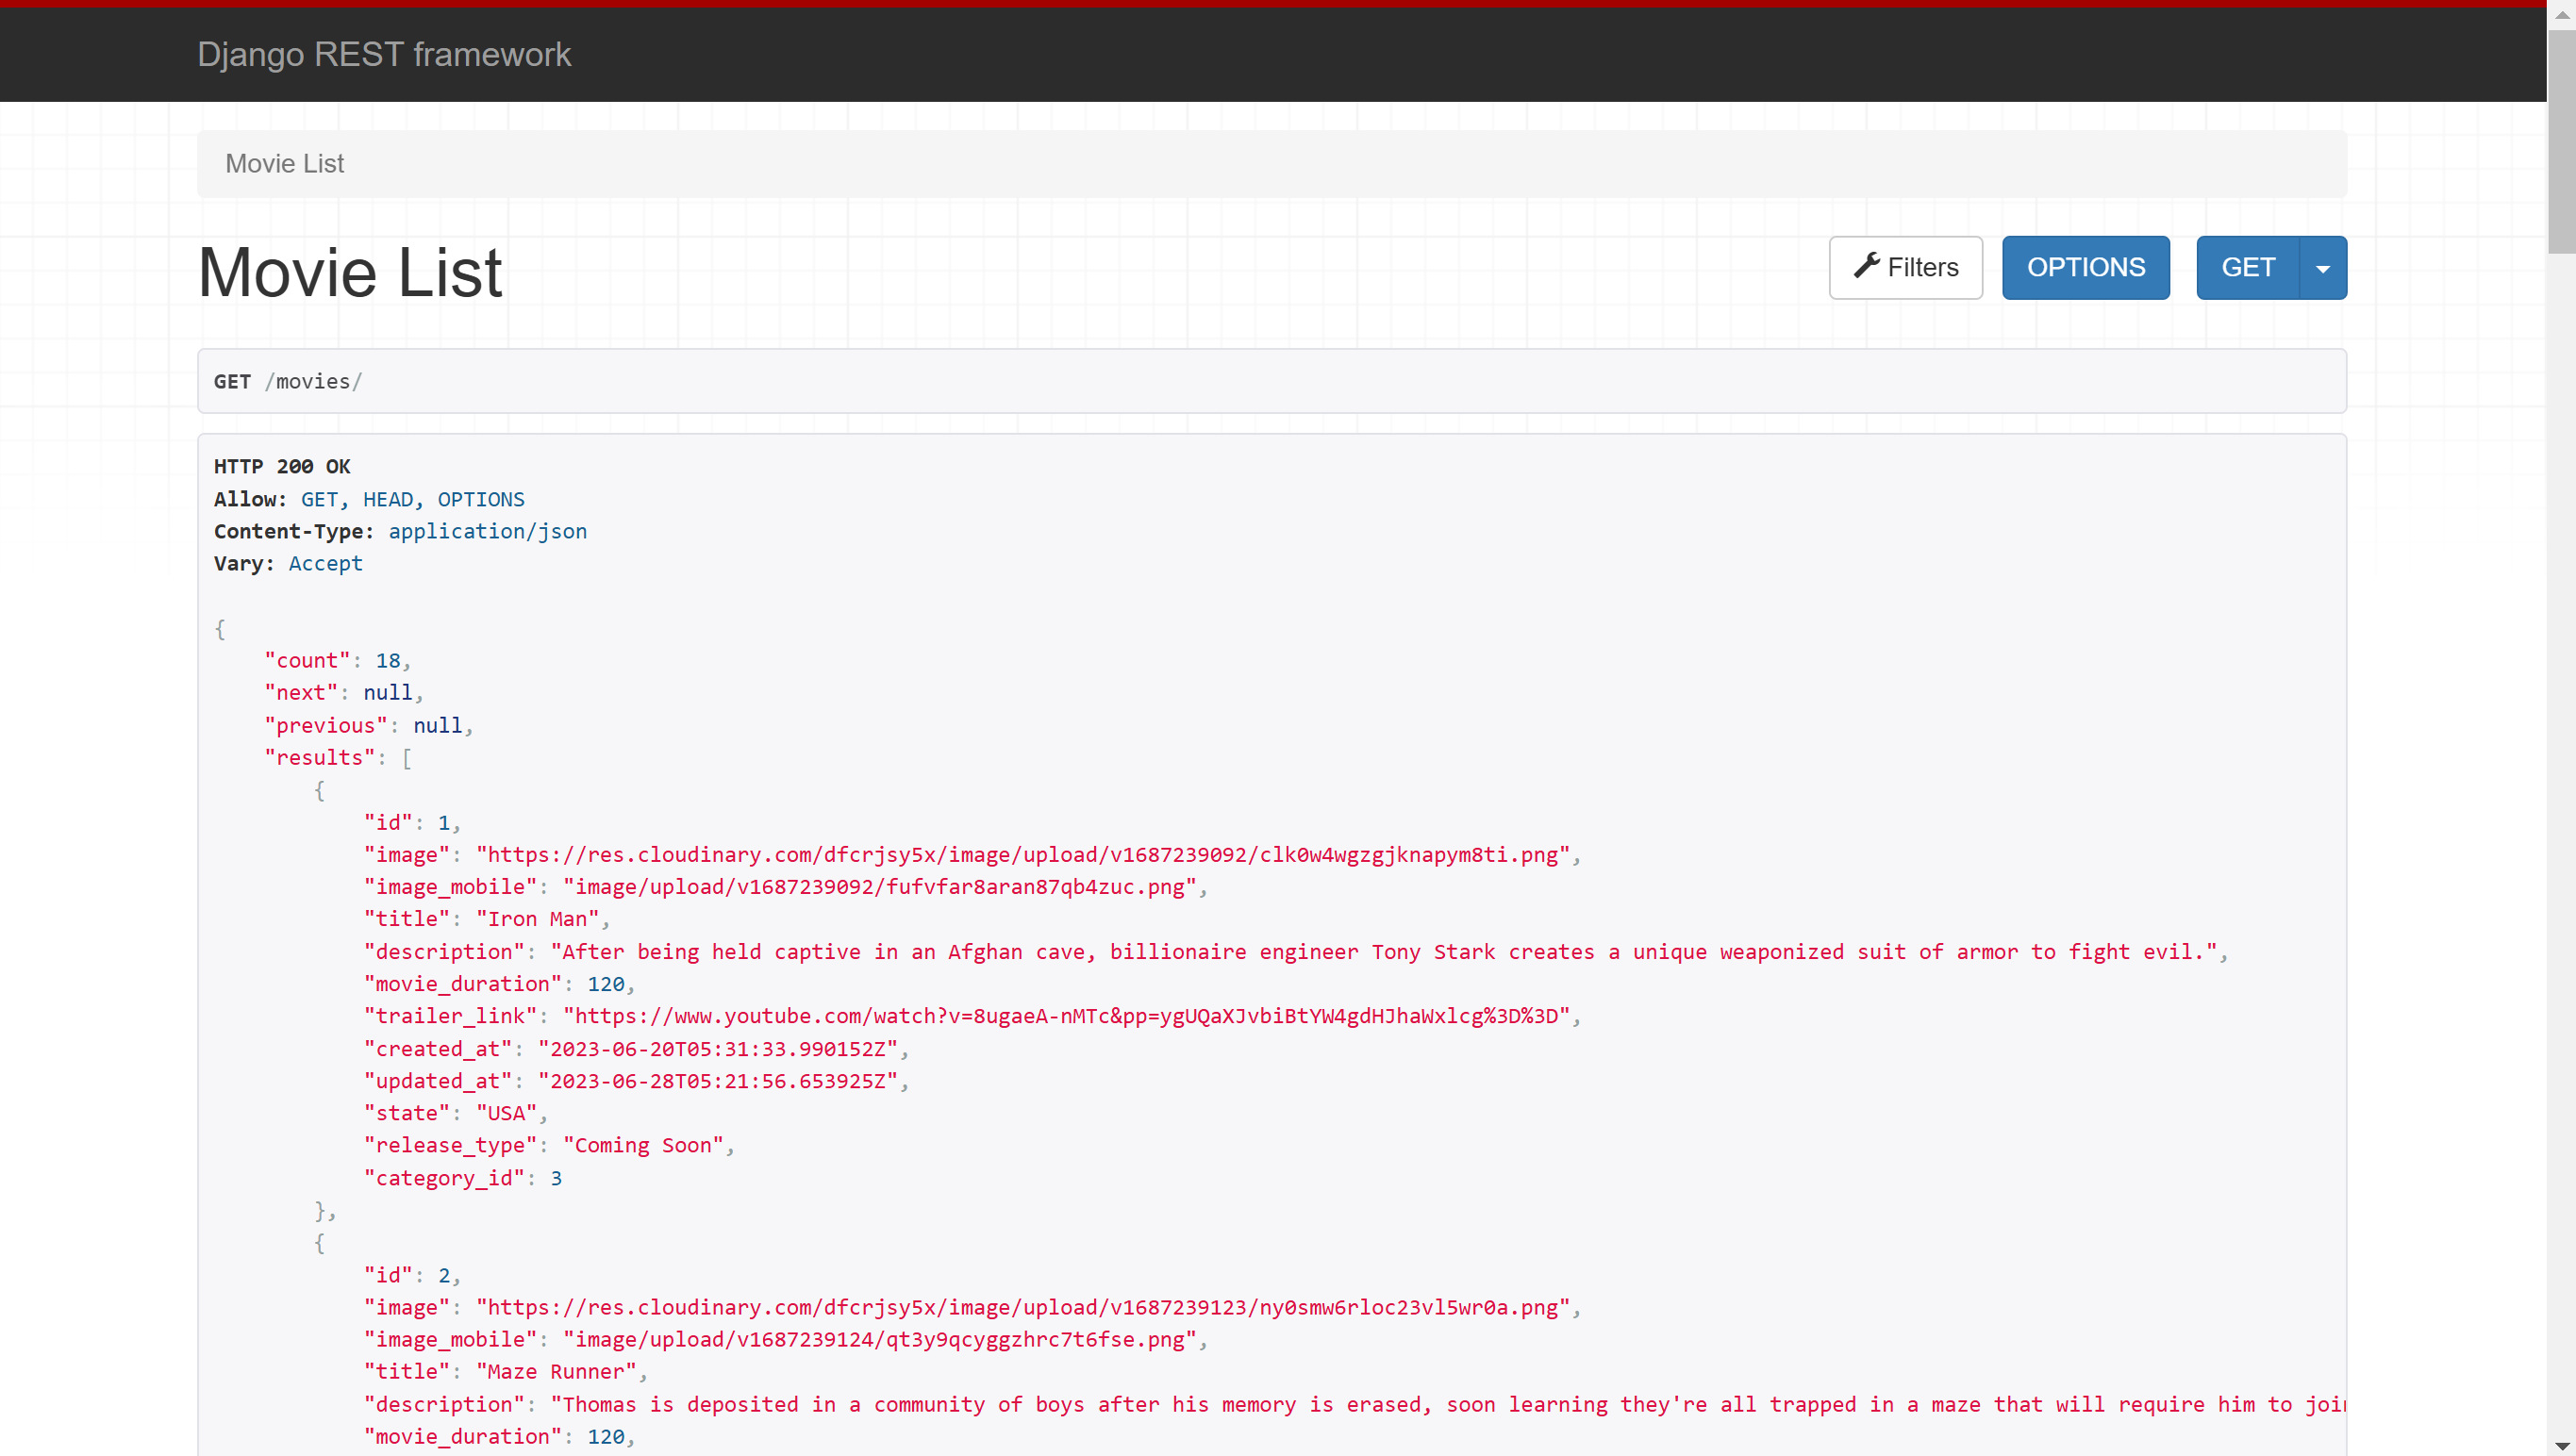 Django REST framework
Movie List
Movie List
Filters
OPTIONS
GET
GET /movies/
HTTP 200 OK
Allow: GET, HEAD, OPTIONS
Content-Type: application/json
Vary: Accept
{
    "count": 18,
    "next": null,
    "previous": null,
    "results": [
        {
            "id": 1,
            "image": "https://res.cloudinary.com/dfcrjsy5x/image/upload/v1687239092/clk0w4wgzgjknapym8ti.png",
            "image_mobile": "image/upload/v1687239092/fufvfar8aran87qb4zuc.png",
            "title": "Iron Man",
            "description": "After being held captive in an Afghan cave, billionaire engineer Tony Stark creates a unique weaponized suit of armor to fight evil.",
            "movie_duration": 120,
            "trailer_link": "https://www.youtube.com/watch?v=8ugaeA-nMTc&pp=ygUQaXJvbiBtYW4gdHJhaWxlcg%3D%3D",
            "created_at": "2023-06-20T05:31:33.990152Z",
            "updated_at": "2023-06-28T05:21:56.653925Z",
            "state": "USA",
            "release_type": "Coming Soon",
            "category_id": 3
        },
        {
            "id": 2,
            "image": "https://res.cloudinary.com/dfcrjsy5x/image/upload/v1687239123/ny0smw6rloc23vl5wr0a.png",
            "image_mobile": "image/upload/v1687239124/qt3y9qcyggzhrc7t6fse.png",
            "title": "Maze Runner",
            "description": "Thomas is deposited in a community of boys after his memory is erased, soon learning they're all trapped in a maze that will require him to join
            "movie_duration": 120,